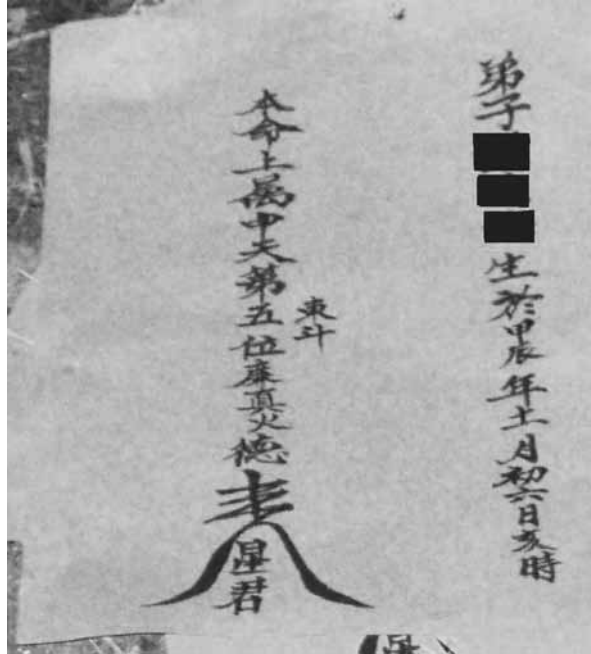 弟子
生於甲辰年十一月初六日亥時
東斗
本命上屬中天第五位廉真火德
星君